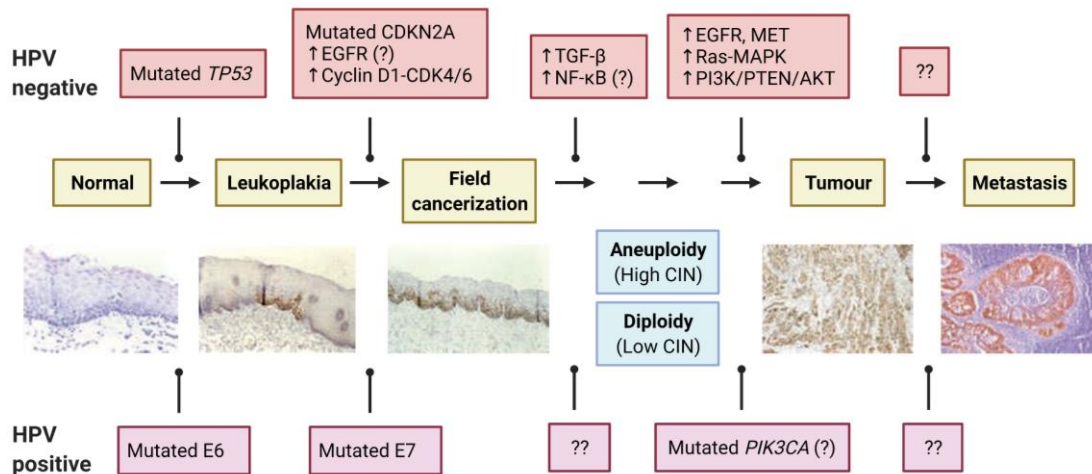 HPV
negative
Mutated TP53
Mutated CDKN2A
↑EGFR (?)
↑Cyclin D1-CDK4/6
↑TGF-β
↑NF-κB (?)
↑EGFR, MET
↑Ras-MAPK
↑PI3K/PTEN/AKT
??
Normal
Leukoplakia
Field
cancerization
Tumour
Metastasis
Aneuploidy
(High CIN)
Diploidy
(Low CIN)
HPV
positive
Mutated E6
Mutated E7
??
Mutated PIK3CA (?)
??